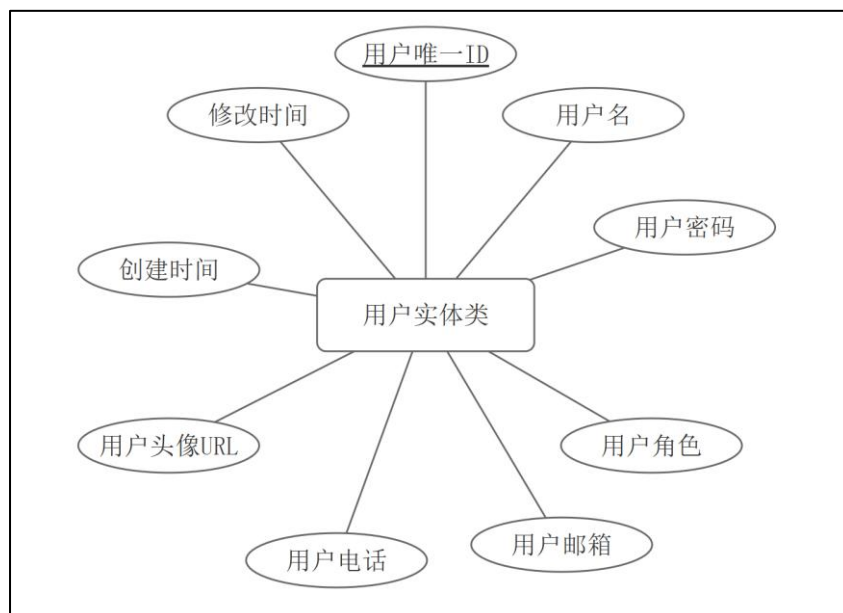 用户唯一ID
修改时间
用户名
用户密码
创建时间
用户实体类
用户头像URL
用户角色
用户电话
用户邮箱